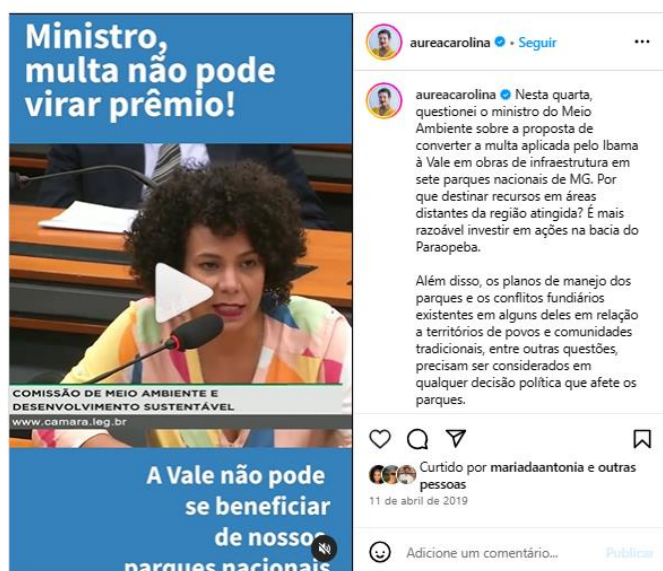 Ministro,
multa não pode
virar prêmio!
COMISSÃO DE MEIO AMBIENTE E
DESENVOLVIMENTO SUSTENTÁVEL
www.camara.leg.br
A Vale não pode
se beneficiar
de nossos
parques nacionais
aureacarolina • Seguir
aureacarolina Nesta quarta,
questionei o ministro do Meio
Ambiente sobre a proposta de
converter a multa aplicada pelo Ibama
à Vale em obras de infraestrutura em
sete parques nacionais de MG. Por
que destinar recursos em áreas
distantes da região atingida? É mais
razoável investir em ações na bacia do
Paraopeba.
Além disso, os planos de manejo dos
parques e os conflitos fundiários
existentes em alguns deles em relação
a territórios de povos e comunidades
tradicionais, entre outras questões,
precisam ser considerados em
qualquer decisão política que afete os
parques.
Curtido por mariadaantonia e outras
pessoas
11 de abril de 2019
Adicione um comentário... Publicar